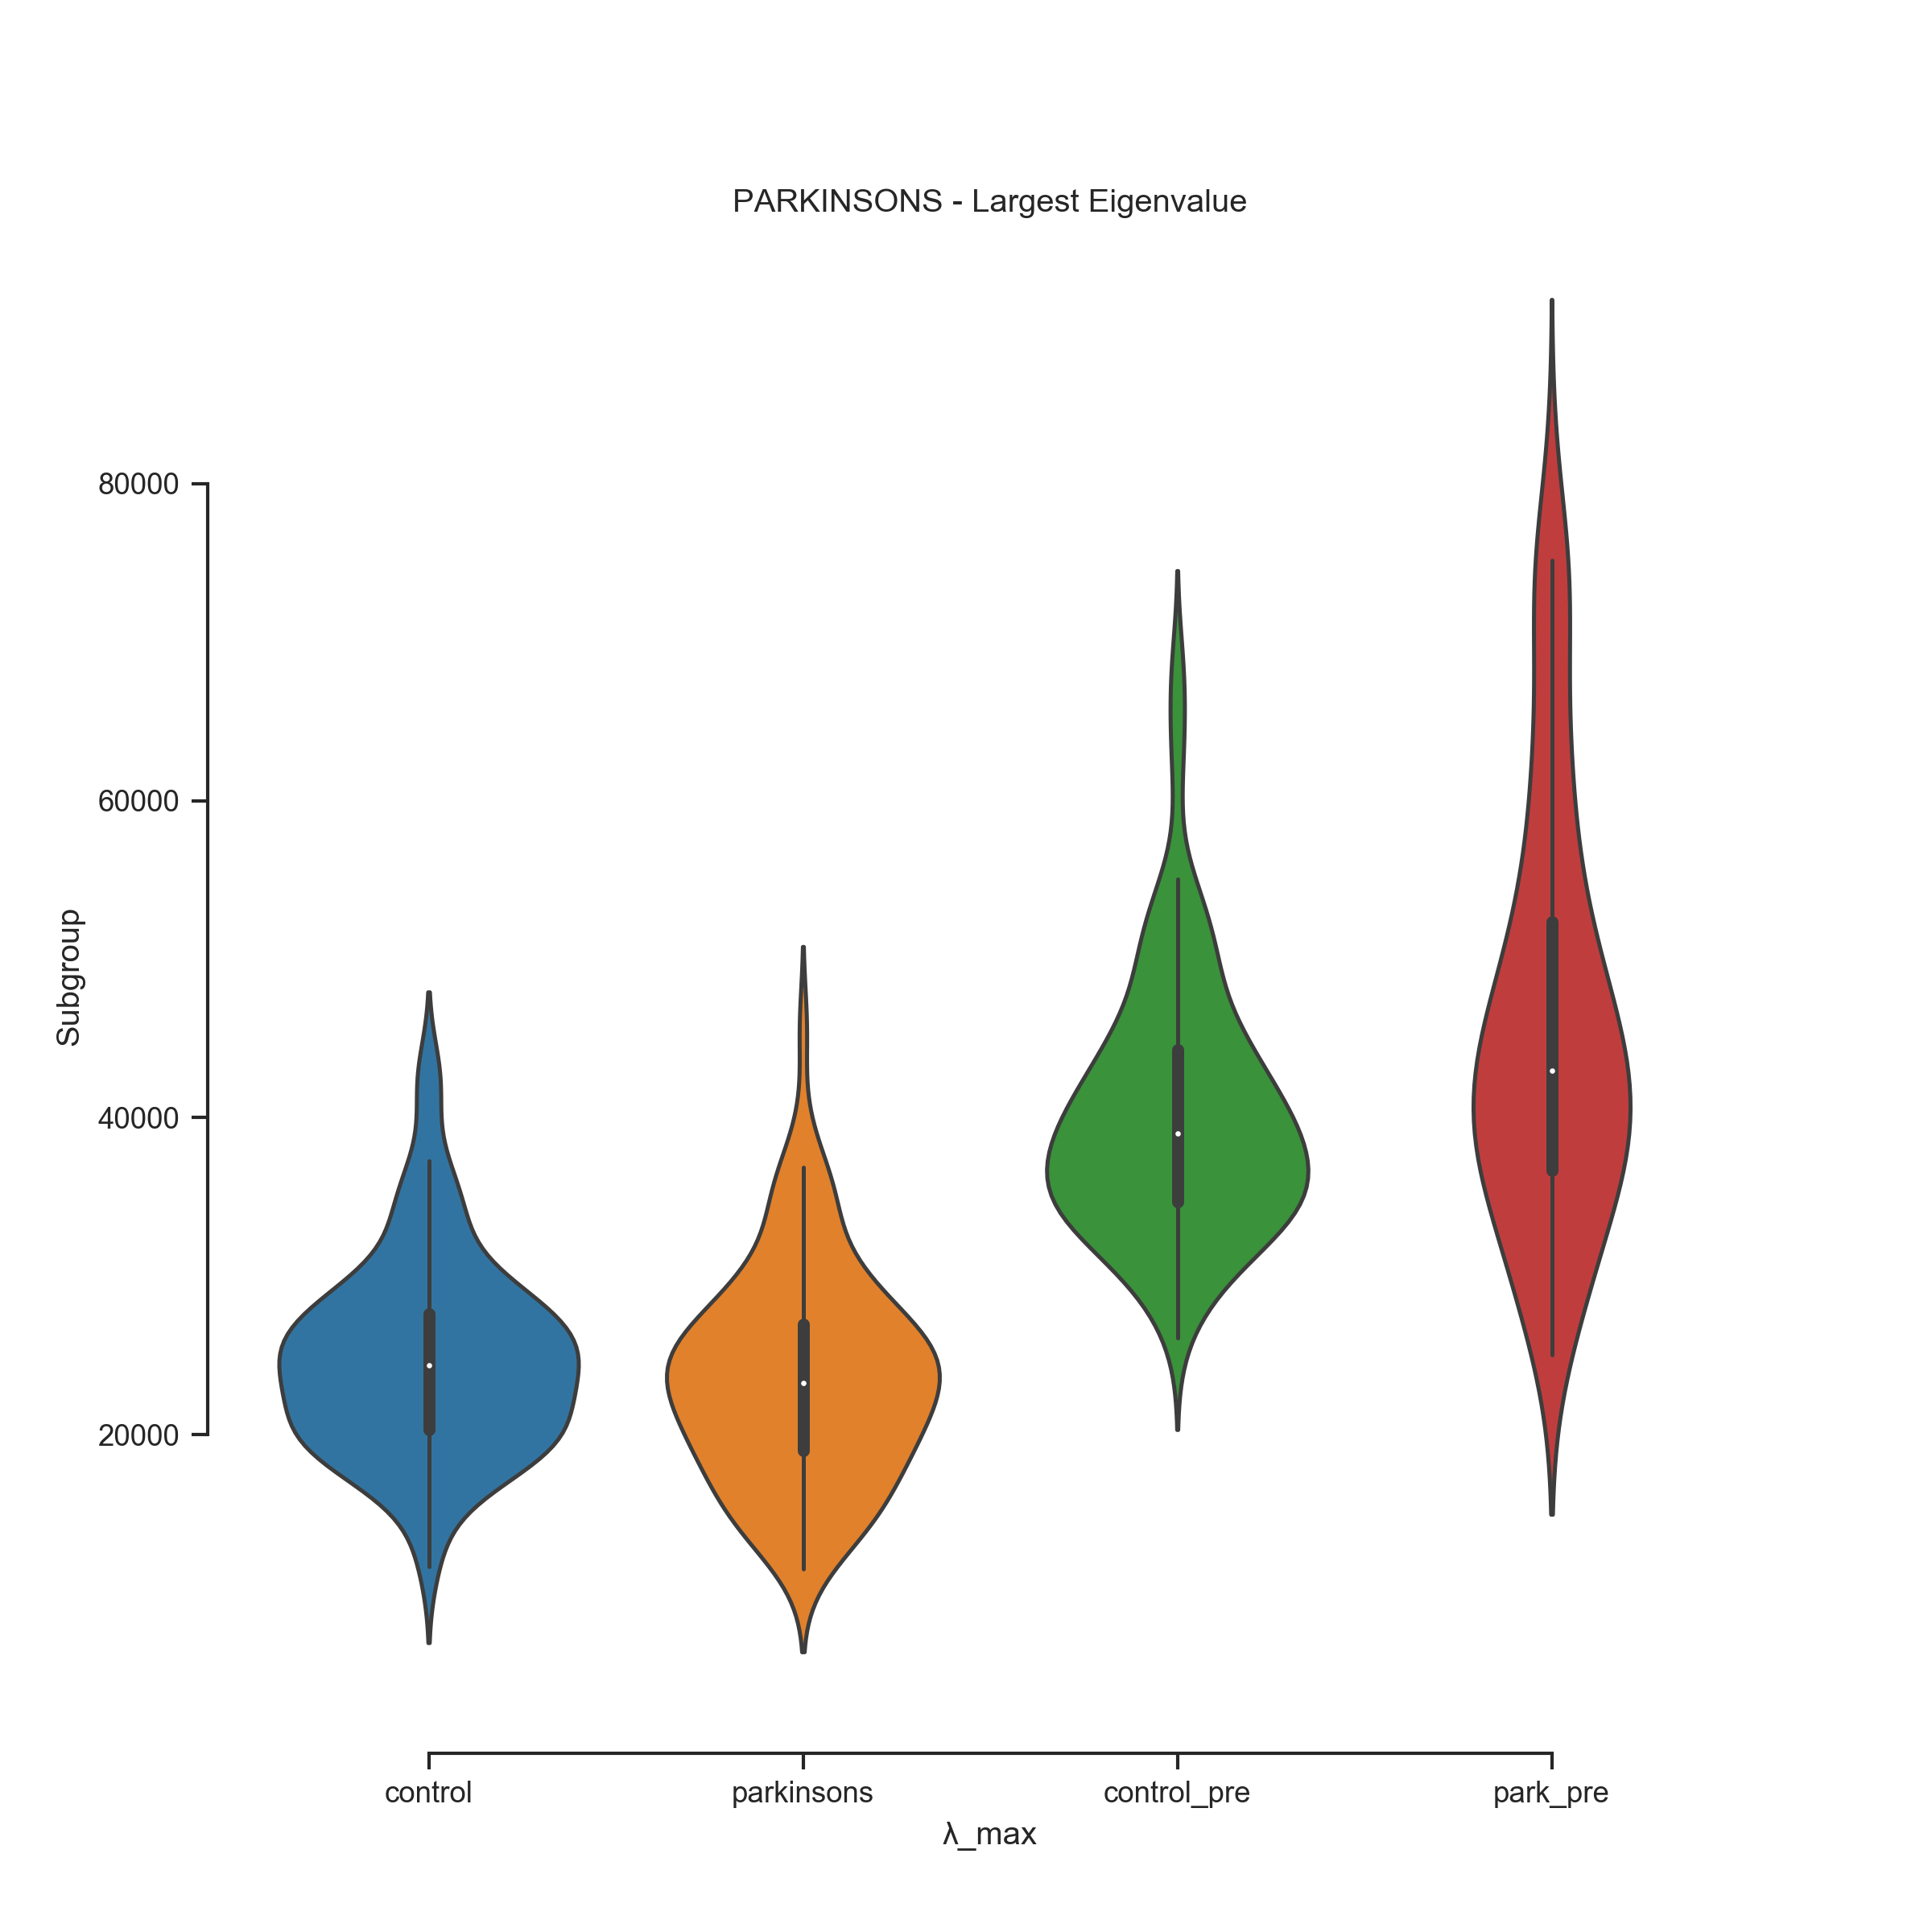 PARKINSONS - Largest Eigenvalue
80000
60000
40000
20000
Subgroup
control
parkinsons
control_pre
park_pre
λ_max